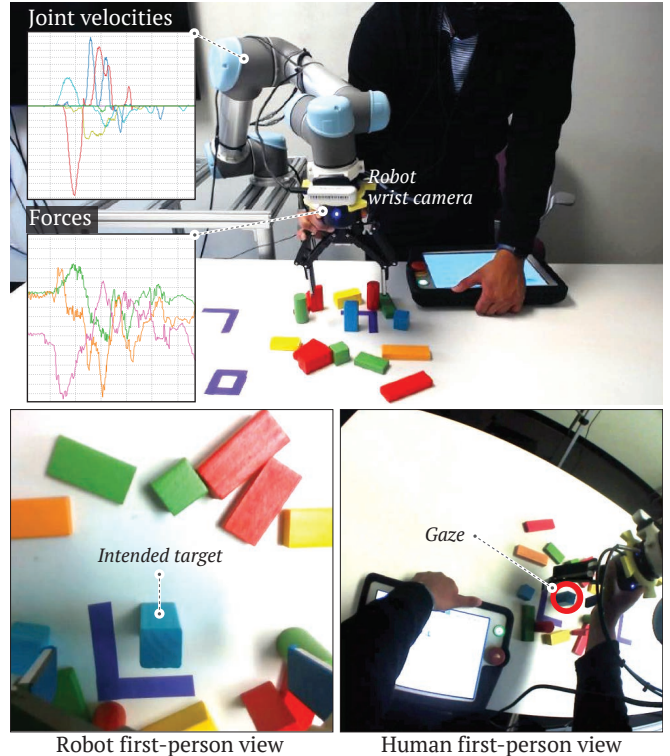 Joint velocities
Robot
wrist camera
Forces
Intended target
Gaze
Robot first-person view
Human first-person view